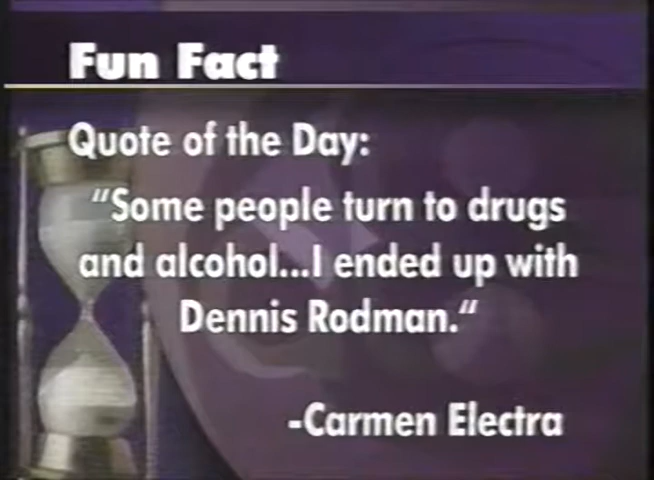 Fun Fact
Quote of the Day:
“Some people turn to drugs
and alcohol...I ended up with
Dennis Rodman.“
-Carmen Electra